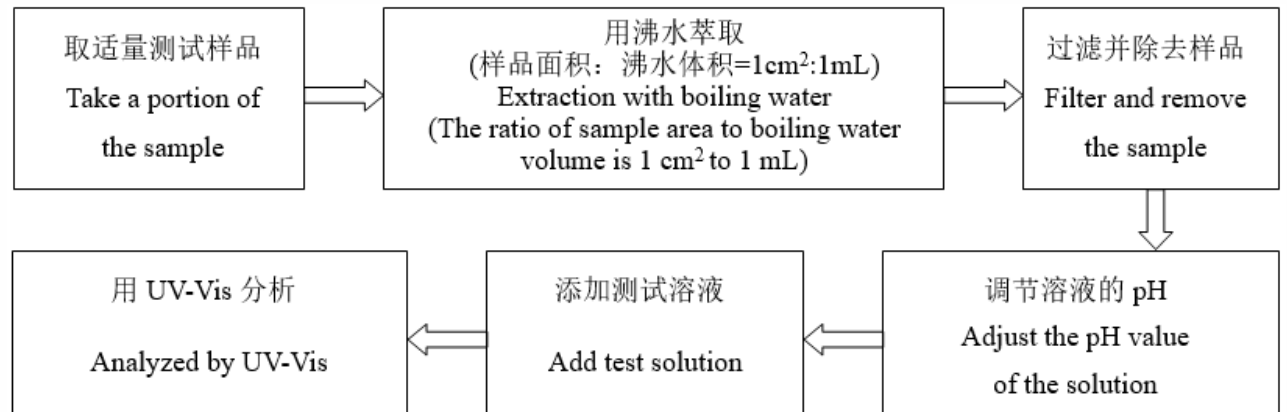 取适量测试样品
Take a portion of
the sample
用沸水萃取
(样品面积：沸水体积=1cm²:1mL)
Extraction with boiling water
(The ratio of sample area to boiling water
volume is 1 cm² to 1 mL)
过滤并除去样品
Filter and remove
the sample
调节溶液的 pH
Adjust the pH value
of the solution
添加测试溶液
Add test solution
用 UV-Vis 分析
Analyzed by UV-Vis